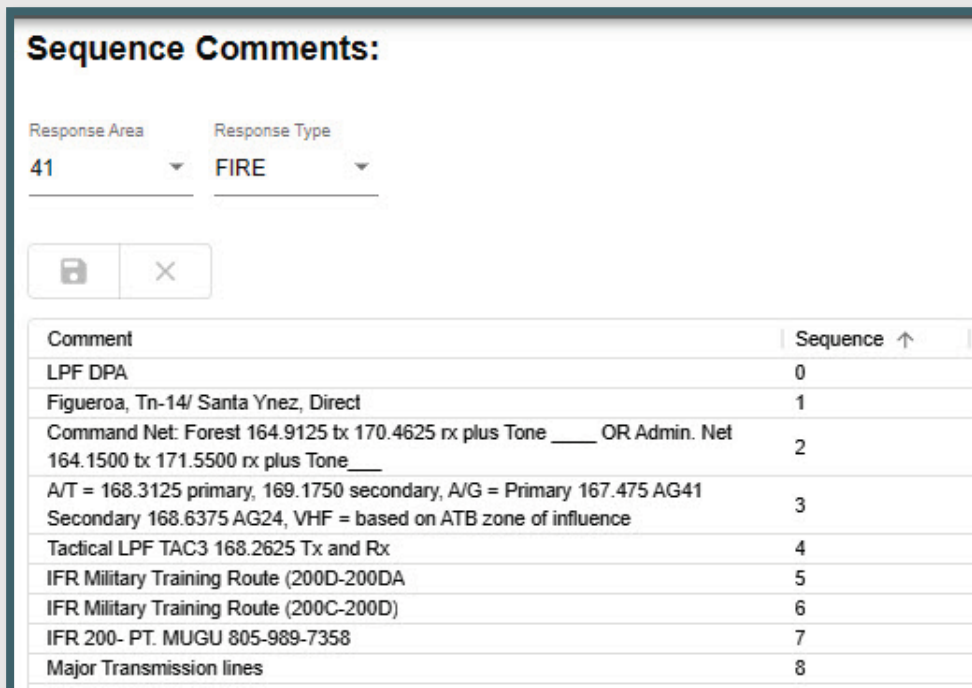 Sequence Comments:
Response Area Response Type
41 FIRE
Comment Sequence
LPF DPA 0
Figueroa, Tn-14/ Santa Ynez, Direct 1
Command Net: Forest 164.9125 tx 170.4625 rx plus Tone ____ OR Admin. Net
164.1500 tx 171.5500 rx plus Tone___ 2
A/T = 168.3125 primary, 169.1750 secondary, A/G = Primary 167.475 AG41
Secondary 168.6375 AG24, VHF = based on ATB zone of influence 3
Tactical LPF TAC3 168.2625 Tx and Rx 4
IFR Military Training Route (200D-200DA 5
IFR Military Training Route (200C-200D) 6
IFR 200- PT. MUGU 805-989-7358 7
Major Transmission lines 8